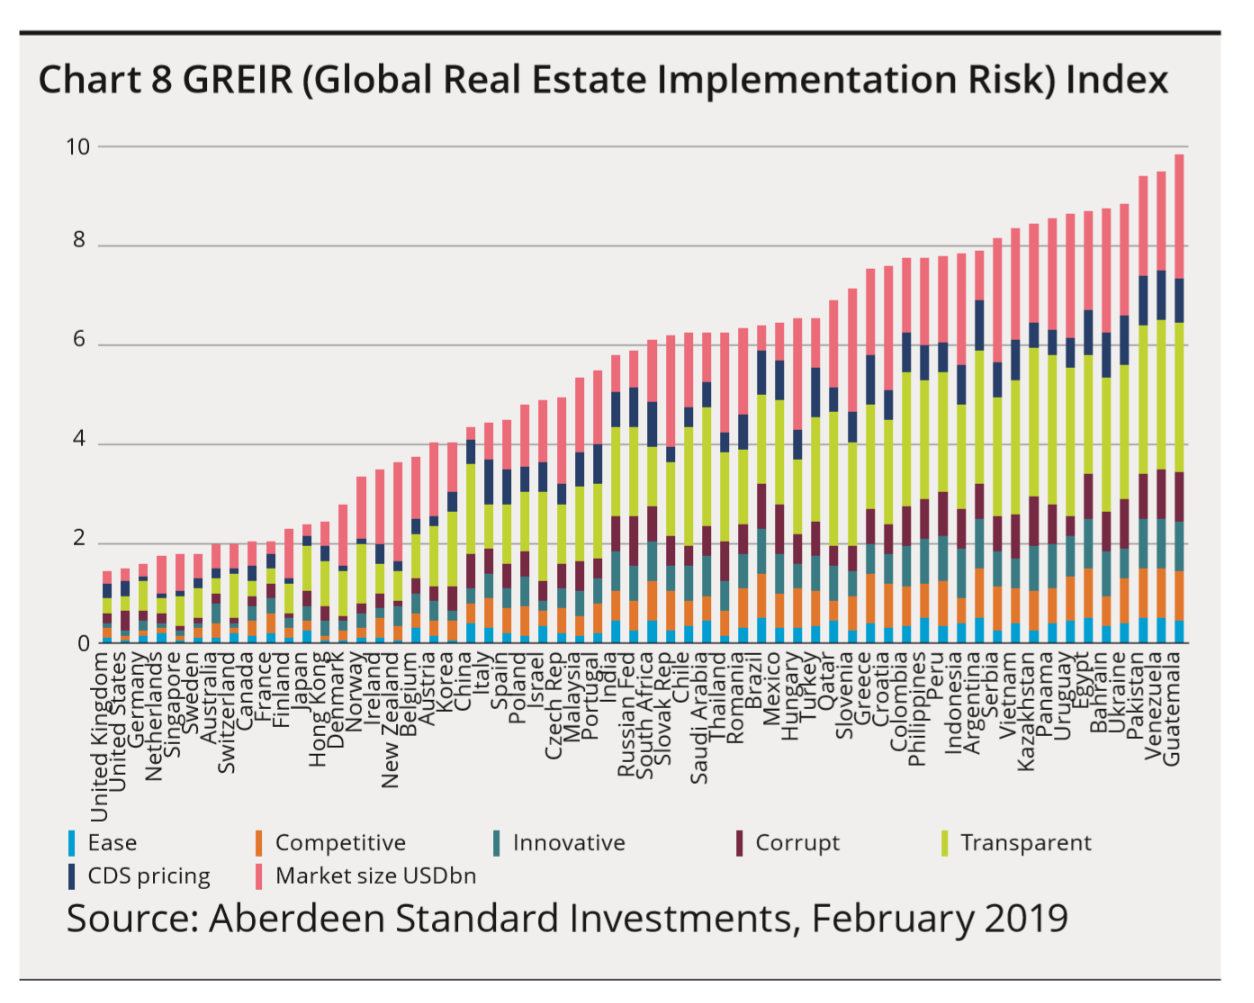 Chart 8 GREIR (Global Real Estate Implementation Risk) Index
10
8
6
4
2
0
United Kingdom
United States
Germany
Netherlands
Singapore
Sweden
Australia
Switzerland
Canada
France
Finland
Japan
Hong Kong
Denmark
Norway
Ireland
New Zealand
Belgium
Austria
Korea
China
Italy
Spain
Poland
Israel
Czech Rep
Malaysia
Portugal
India
Russian Fed
South Africa
Slovak Rep
Chile
Saudi Arabia
Thailand
Romania
Brazil
Mexico
Hungary
Turkey
Qatar
Slovenia
Greece
Croatia
Colombia
Philippines
Peru
Indonesia
Argentina
Serbia
Vietnam
Kazakhstan
Panama
Uruguay
Egypt
Bahrain
Ukraine
Pakistan
Venezuela
Guatemala
Ease
Competitive
Innovative
Corrupt
Transparent
CDS pricing
Market size USDbn
Source: Aberdeen Standard Investments, February 2019